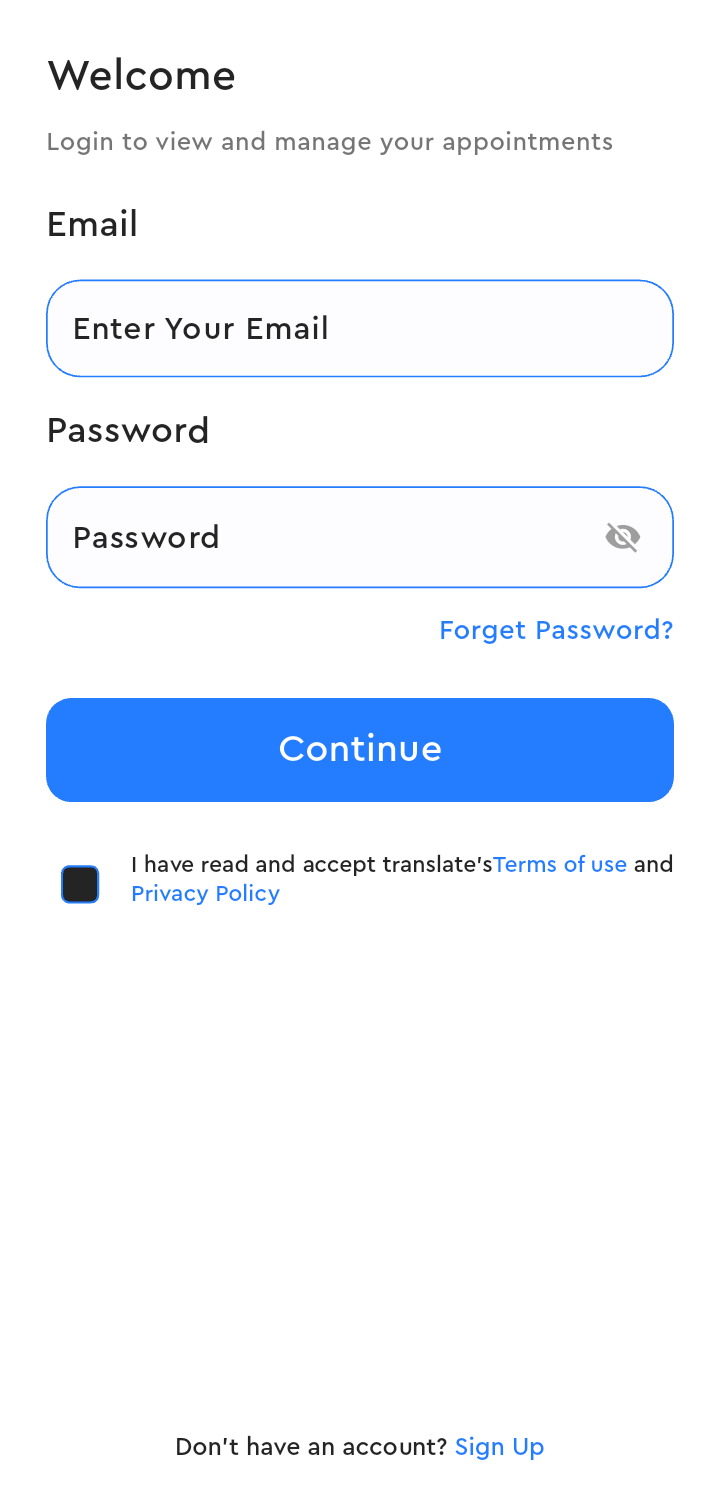 Welcome
Login to view and manage your appointments
Email
Enter Your Email
Password
Password
Forget Password?
Continue
I have read and accept translate'sTerms of use and
Privacy Policy
Don't have an account? Sign Up